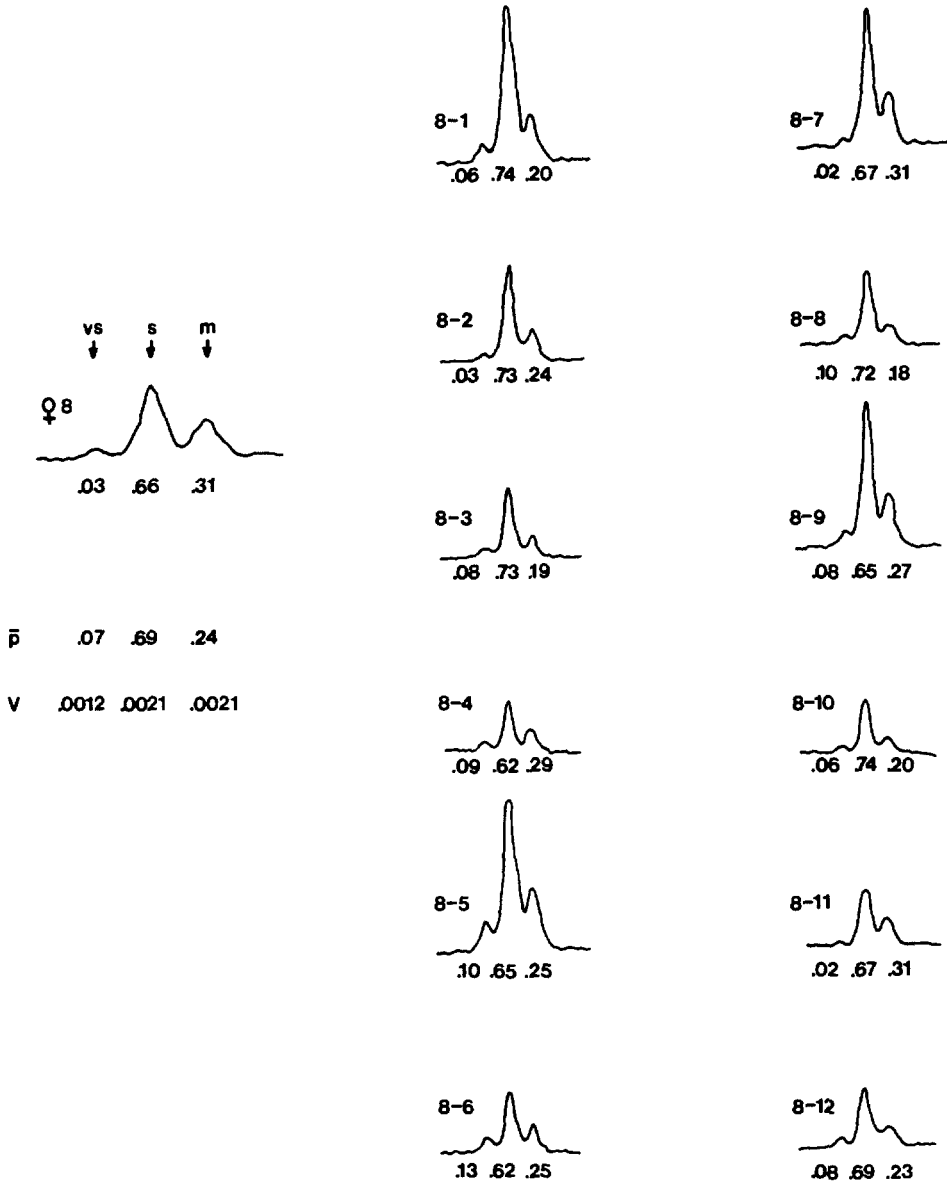 vs s m
♀ 8
.03 .66 .31
p̄ .07 .69 .24
V .0012 .0021 .0021
8-1
.06 .74 .20
8-2
.03 .73 .24
8-3
.08 .73 .19
8-4
.09 .62 .29
8-5
.10 .65 .25
8-6
.13 .62 .25
8-7
.02 .67 .31
8-8
.10 .72 .18
8-9
.08 .65 .27
8-10
.06 .74 .20
8-11
.02 .67 .31
8-12
.08 .69 .23